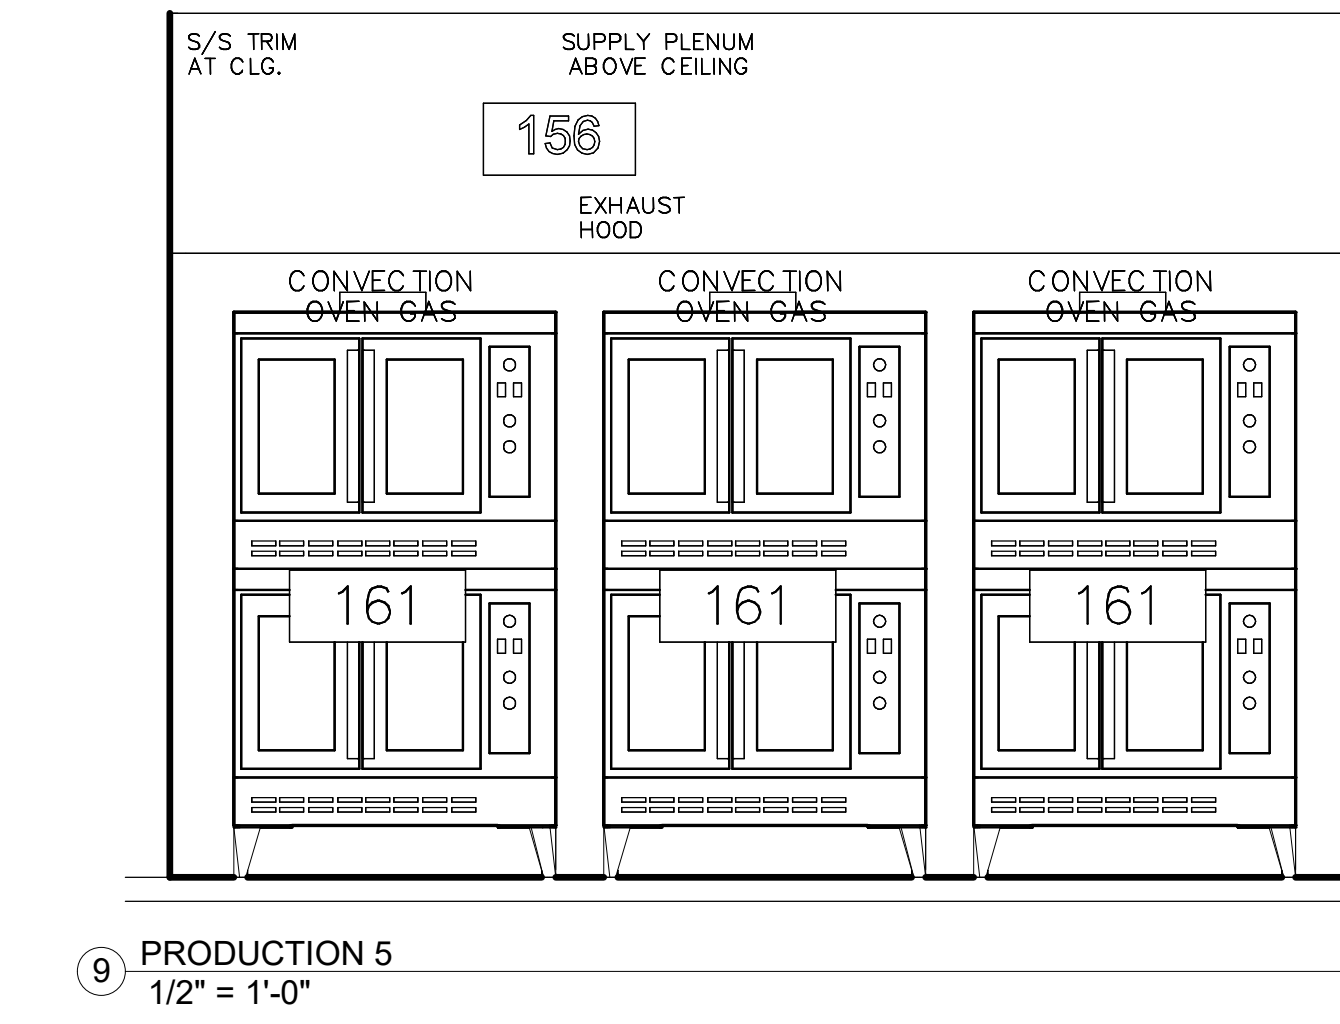 S/S TRIM
AT CLG.
SUPPLY PLENUM
ABOVE CEILING
156
EXHAUST
HOOD
CONVECTION
OVEN GAS
CONVECTION
OVEN GAS
CONVECTION
OVEN GAS
161
161
161
9
PRODUCTION 5
1/2" = 1'-0"